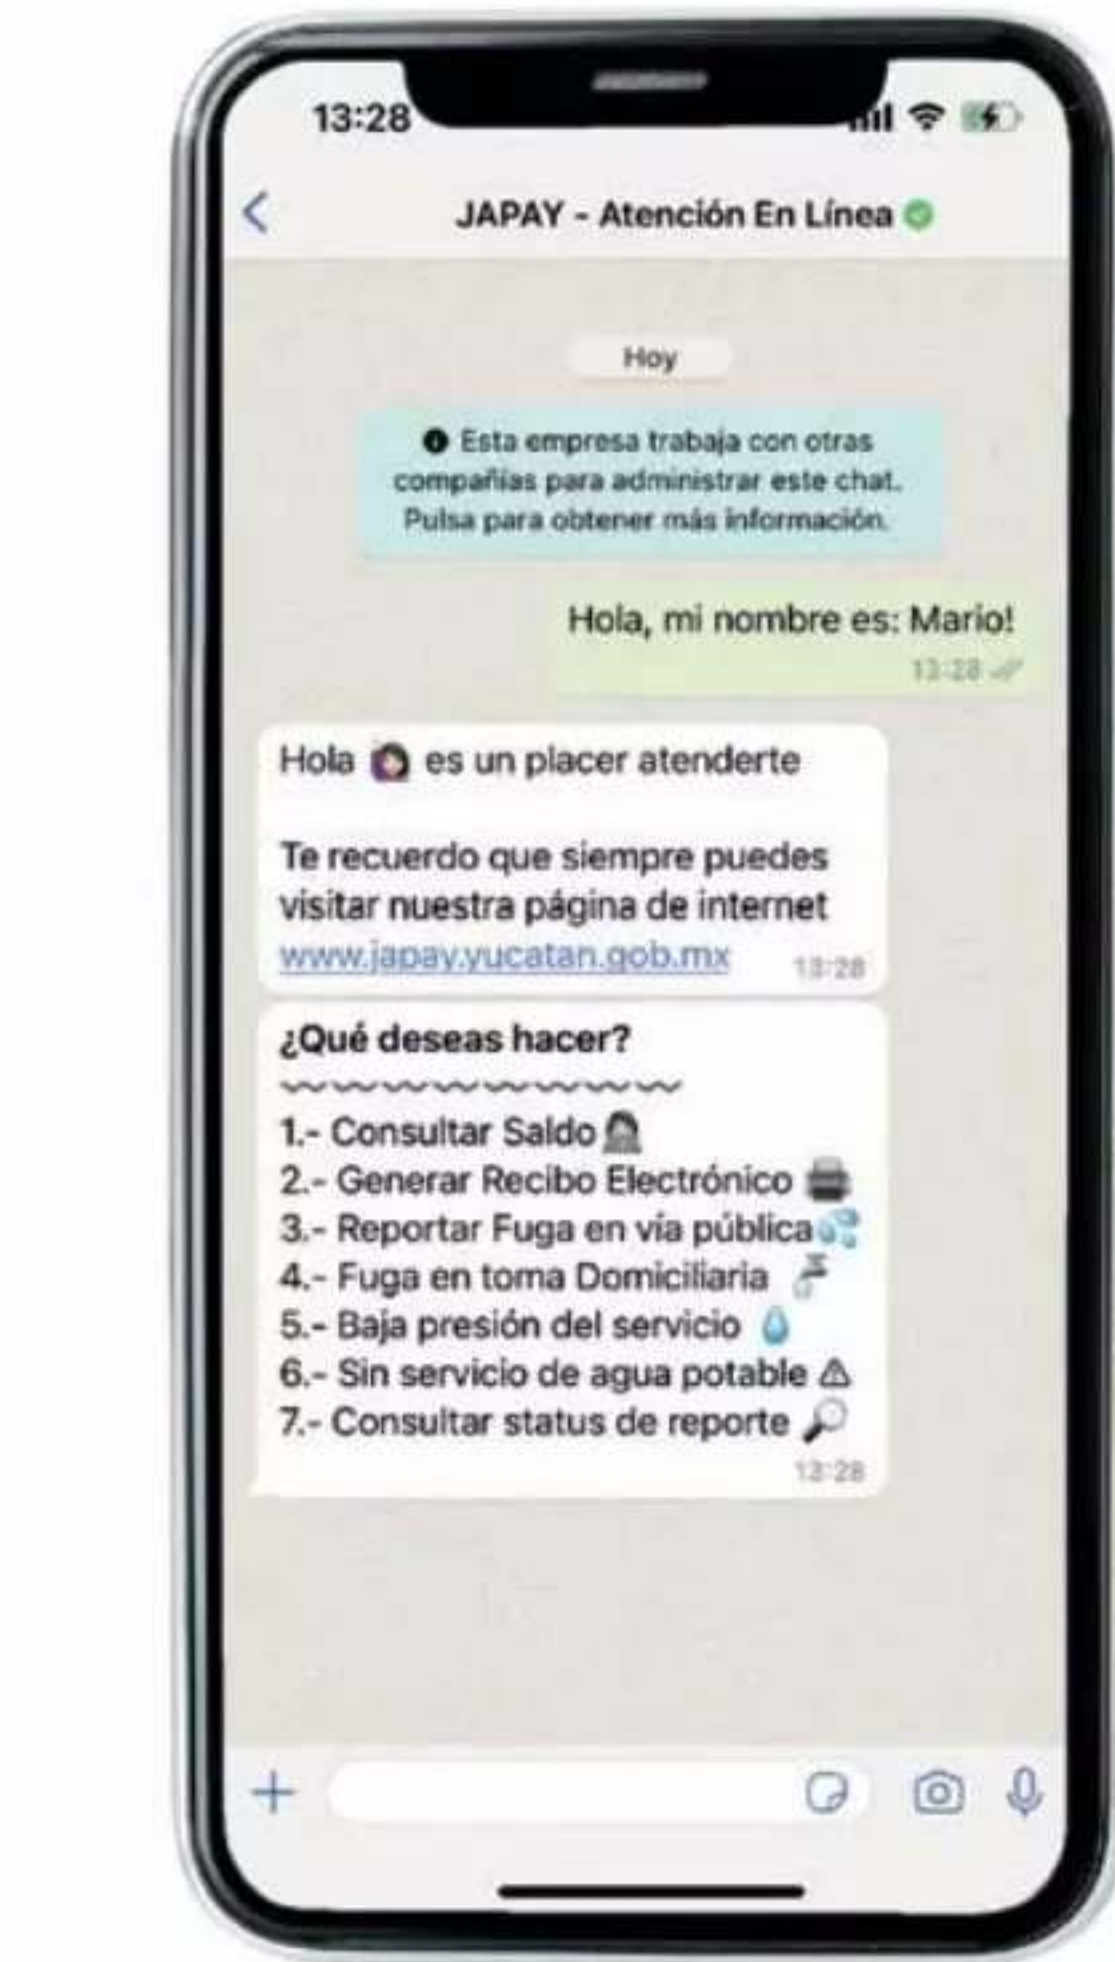 13:28
JAPAY - Atención En Línea
Hoy
Esta empresa trabaja con otras
compañías para administrar este chat.
Pulsa para obtener más información.
Hola, mi nombre es: Mario!
13:28
Hola 🙋🏻‍♀️ es un placer atenderte
Te recuerdo que siempre puedes
visitar nuestra página de internet
www.japay.yucatan.gob.mx
13:28
¿Qué deseas hacer?
1.- Consultar Saldo
2.- Generar Recibo Electrónico 🖨
3.- Reportar Fuga en vía pública💦
4.- Fuga en toma Domiciliaria 🚰
5.- Baja presión del servicio 💧
6.- Sin servicio de agua potable ⚠
7.- Consultar status de reporte 🔎
13:28